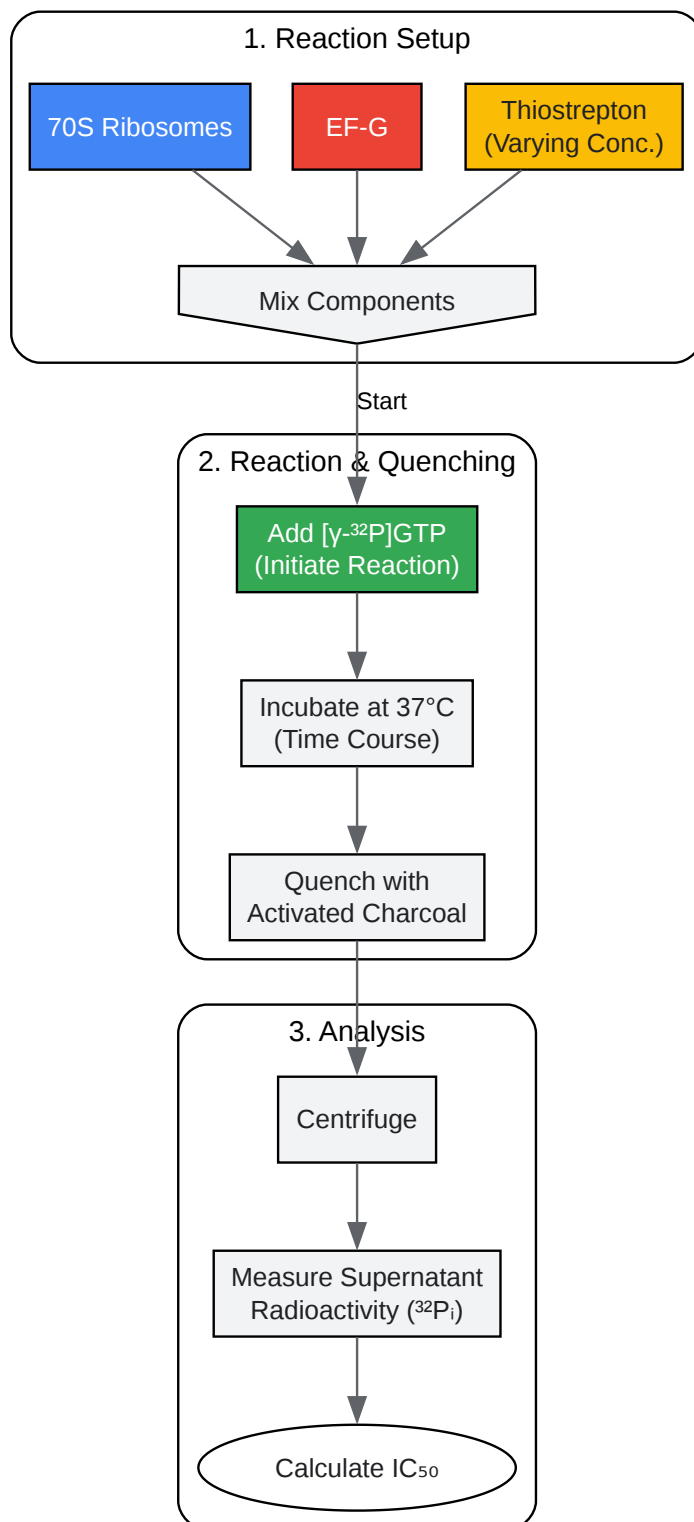 1. Reaction Setup
70S Ribosomes
EF-G
Thiostrepton
(Varying Conc.)
Mix Components
Start
2. Reaction & Quenching
Add [γ-³²P]GTP
(Initiate Reaction)
Incubate at 37°C
(Time Course)
Quench with
Activated Charcoal
3. Analysis
Centrifuge
Measure Supernatant
Radioactivity (³²Pᵢ)
Calculate IC₅₀